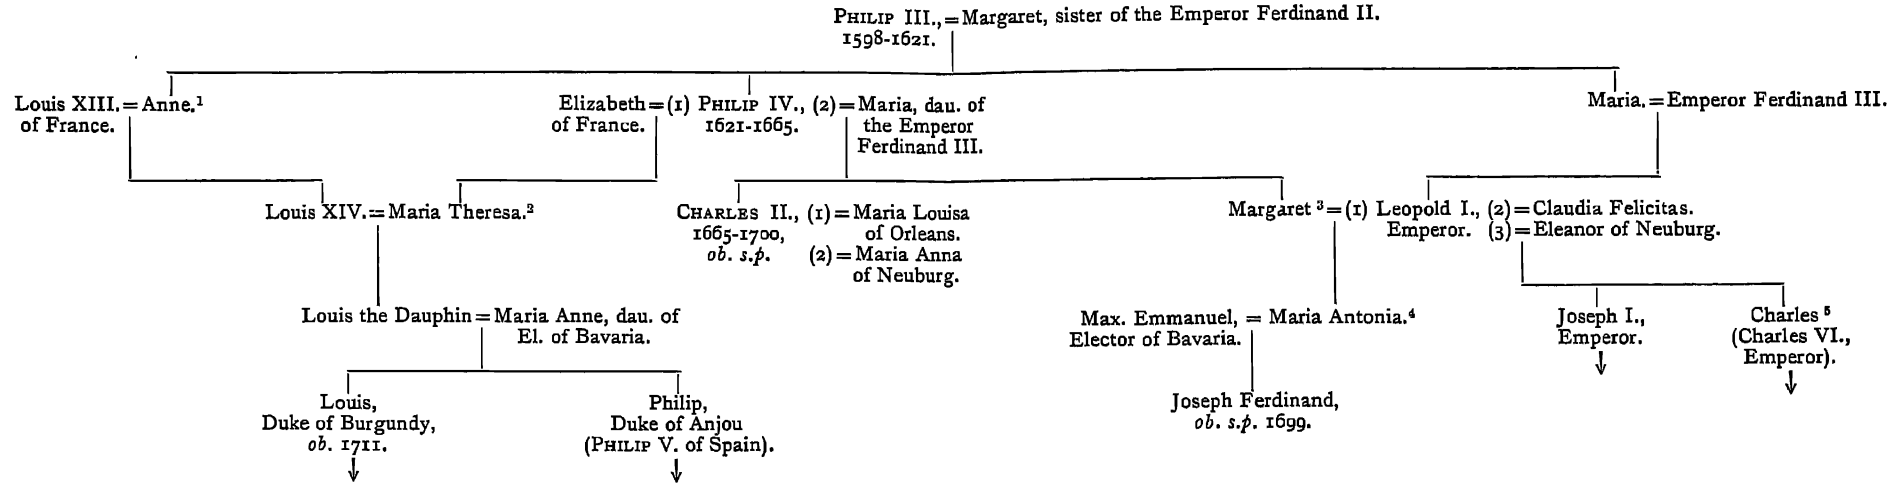 PHILIP III., = Margaret, sister of the Emperor Ferdinand II.
1598-1621.
Louis XIII. = Anne.¹
of France.
Elizabeth = (1) PHILIP IV., (2) = Maria, dau. of
of France. 1621-1665. the Emperor
Ferdinand III.
Maria. = Emperor Ferdinand III.
Louis XIV. = Maria Theresa.²
CHARLES II., (1) = Maria Louisa
1665-1700, of Orleans.
ob. s.p. (2) = Maria Anna
of Neuburg.
Margaret ³ = (1) Leopold I., (2) = Claudia Felicitas.
Emperor. (3) = Eleanor of Neuburg.
Louis the Dauphin = Maria Anne, dau. of
El. of Bavaria.
Max. Emmanuel, = Maria Antonia.⁴
Elector of Bavaria.
Joseph I.,
Emperor.
Charles ⁵
(Charles VI.,
Emperor).
Louis,
Duke of Burgundy,
ob. 1711.
Philip,
Duke of Anjou
(PHILIP V. of Spain).
Joseph Ferdinand,
ob. s.p. 1699.